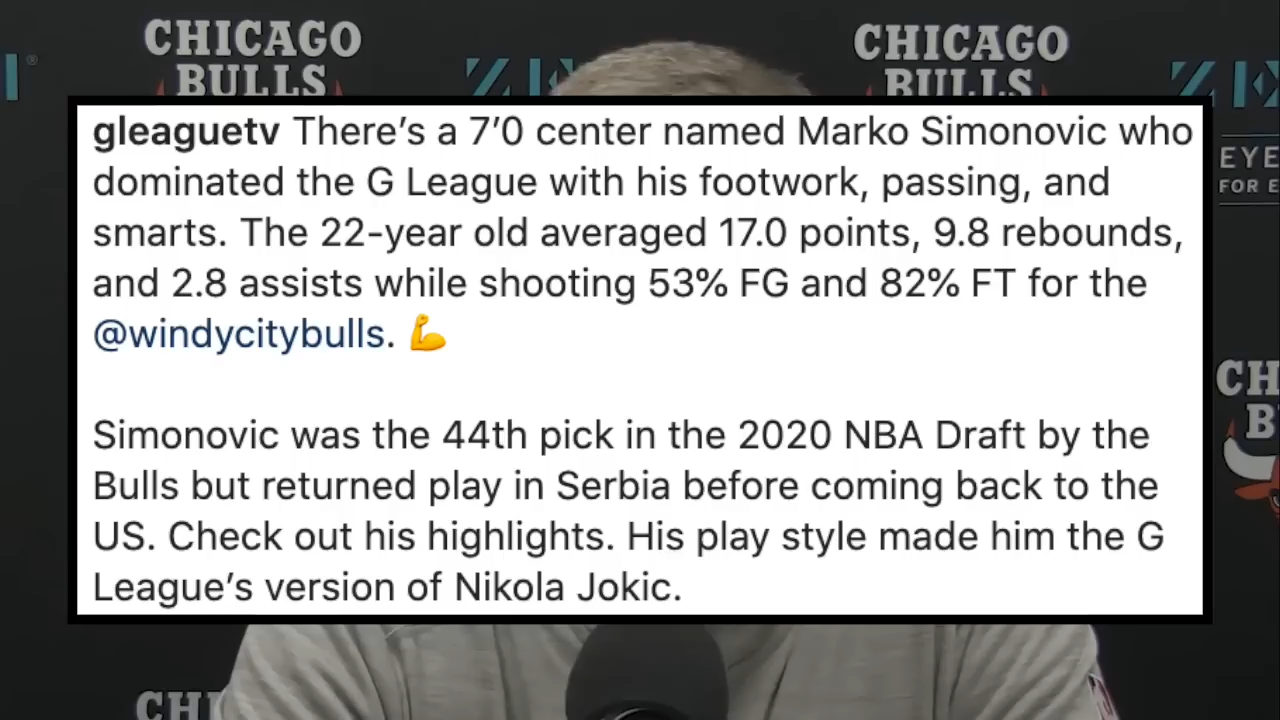 CHICAGO
BULLS
CHICAGO
BULLS
gleaguetv There’s a 7’0 center named Marko Simonovic who
dominated the G League with his footwork, passing, and
smarts. The 22-year old averaged 17.0 points, 9.8 rebounds,
and 2.8 assists while shooting 53% FG and 82% FT for the
@windycitybulls. 💪
Simonovic was the 44th pick in the 2020 NBA Draft by the
Bulls but returned play in Serbia before coming back to the
US. Check out his highlights. His play style made him the G
League’s version of Nikola Jokic.
EYE
FOR E
CH
B
CHI